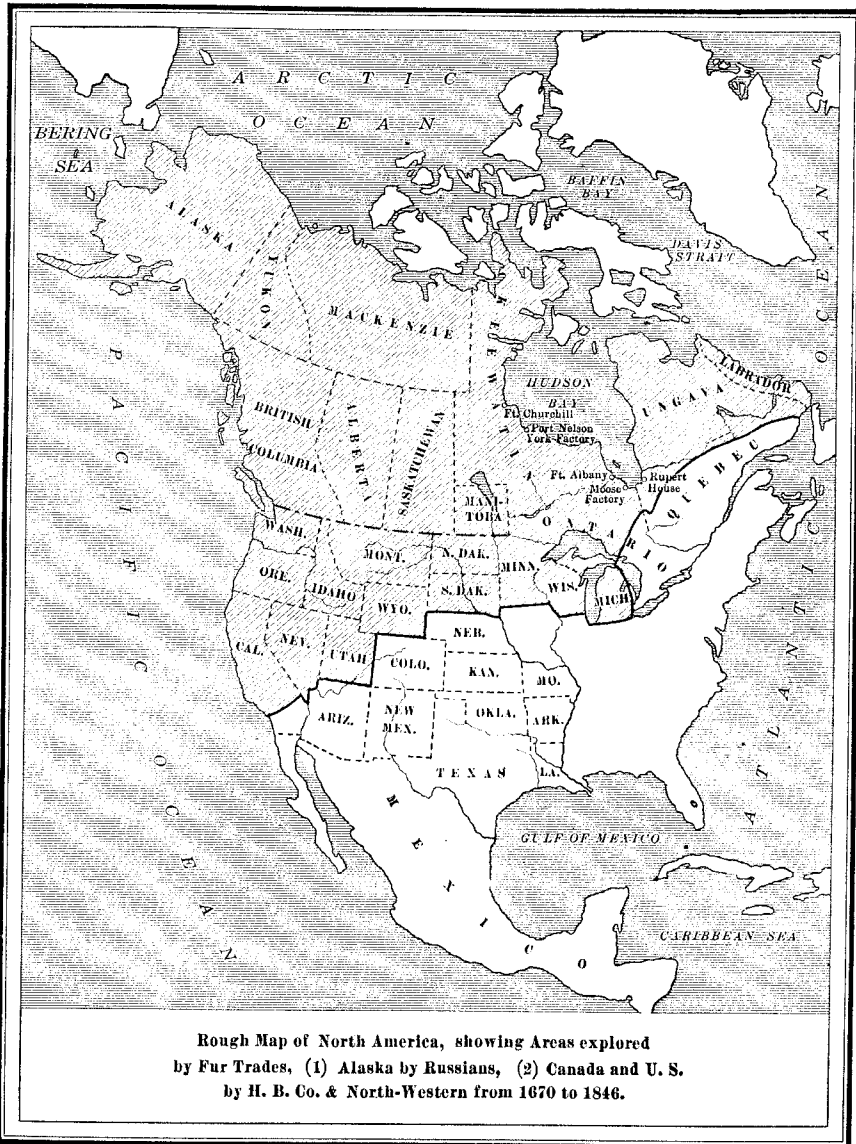 ARCTIC
OCEAN
BERING
& SEA
BAFFIN
BAY
DAVIS
STRAIT
ALASKA
YUKON
MACKENZIE
KEEWATIN
HUDSON
BAY
LABRADOR
UNGAVA
BRITISH
COLUMBIA
ALBERTA
SASKATCHEWAN
Ft. Churchill
Port Nelson
York Factory
Ft. Albany
Moose
Factory
Rupert
House
QUEBEC
MANI-
TOBA
ONTARIO
WASH.
MONT.
N. DAK.
MINN.
ORE.
IDAHO
S. DAK.
WIS.
MICH
WYO.
NEB.
CAL.
NEV.
UTAH
COLO.
KAN.
MO.
ARIZ.
NEW
MEX.
OKLA.
ARK.
TEXAS
LA.
MEXICO
GULF OF MEXICO
CARIBBEAN SEA
PACIFIC OCEAN
ATLANTIC OCEAN
Rough Map of North America, showing Areas explored
by Fur Trades, (1) Alaska by Russians, (2) Canada and U. S.
by H. B. Co. & North-Western from 1670 to 1846.